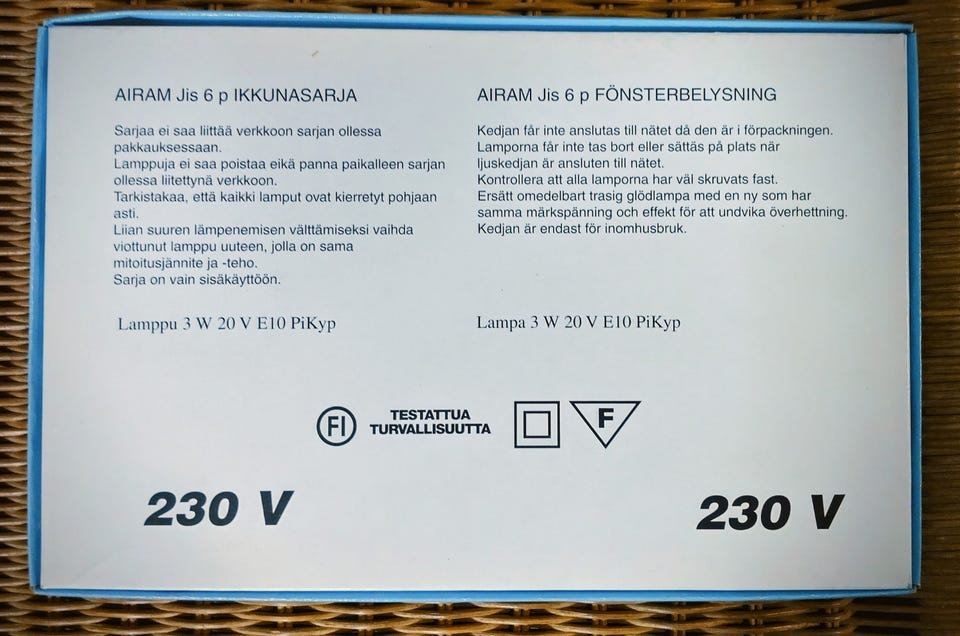 AIRAM Jis 6 p IKKUNASARJA
Sarjaa ei saa liittää verkkoon sarjan ollessa
pakkauksessaan.
Lamppuja ei saa poistaa eikä panna paikalleen sarjan
ollessa liitettynä verkkoon.
Tarkistakaa, että kaikki lamput ovat kierretyt pohjaan
asti.
Liian suuren lämpenemisen välttämiseksi vaihda
viottunut lamppu uuteen, jolla on sama
mitoitusjännite ja -teho.
Sarja on vain sisäkäyttöön.
Lamppu 3 W 20 V E10 PiKyp
AIRAM Jis 6 p FÖNSTERBELYSNING
Kedjan får inte anslutas till nätet då den är i förpackningen.
Lamporna får inte tas bort eller sättäs på plats när
ljuskedjan är ansluten till nätet.
Kontrollera att alla lamporna har väl skruvats fast.
Ersätt omedelbart trasig glödlampa med en ny som har
samma märkspänning och effekt för att undvika överhettning.
Kedjan är endast för inomhusbruk.
Lampa 3 W 20 V E10 PiKyp
FI
TESTATTUA
TURVALLISUUTTA
F
230 V
230 V